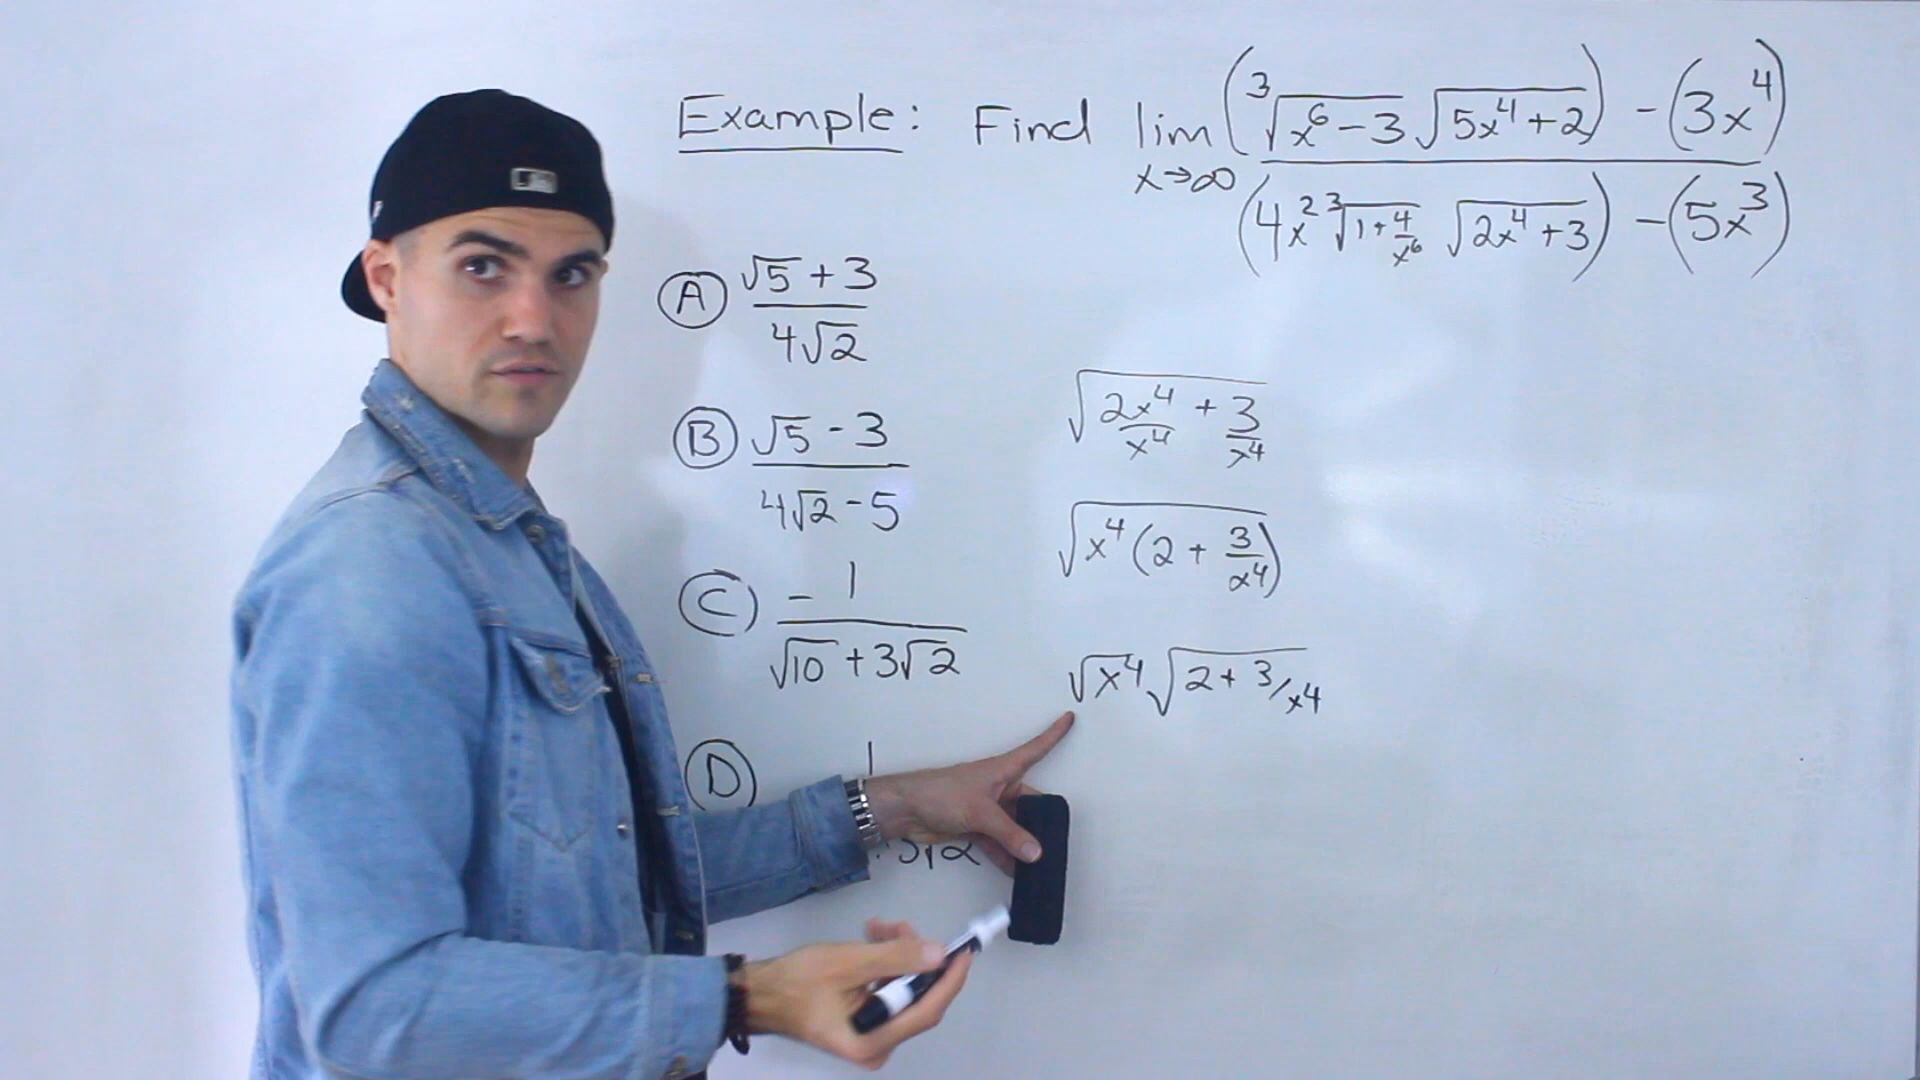 Example: Find lim x→∞ (∛(x⁶-3) √(5x⁴+2)) - (3x⁴)
(4x² ∛(1+4/x⁶) √(2x⁴+3)) - (5x³)
Ⓐ (√5 + 3)/(4√2)
Ⓑ (√5 - 3)/(4√2 - 5)
Ⓒ -1/(√10 + 3√2)
Ⓓ 1
√(2x⁴/x⁴ + 3/x⁴)
√(x⁴(2 + 3/x⁴))
√x⁴ √(2 + 3/x⁴)